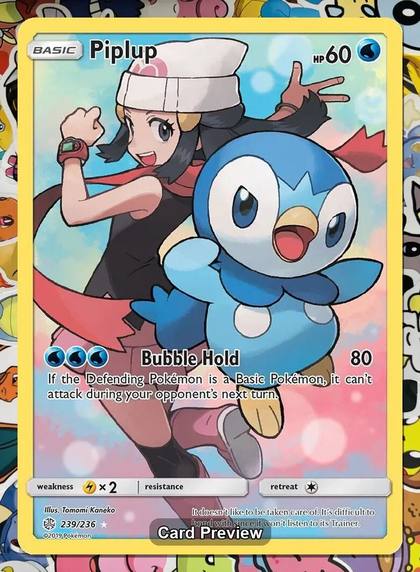 BASIC Piplup HP60
Bubble Hold 80
If the Defending Pokémon is a Basic Pokémon, it can't
attack during your opponent's next turn.
weakness ×2 resistance retreat
Illus. Tomomi Kaneko
239/236
©2019 Pokémon
It doesn't like to be taken care of. It's difficult to
bond with since it won't listen to its Trainer.
Card Preview